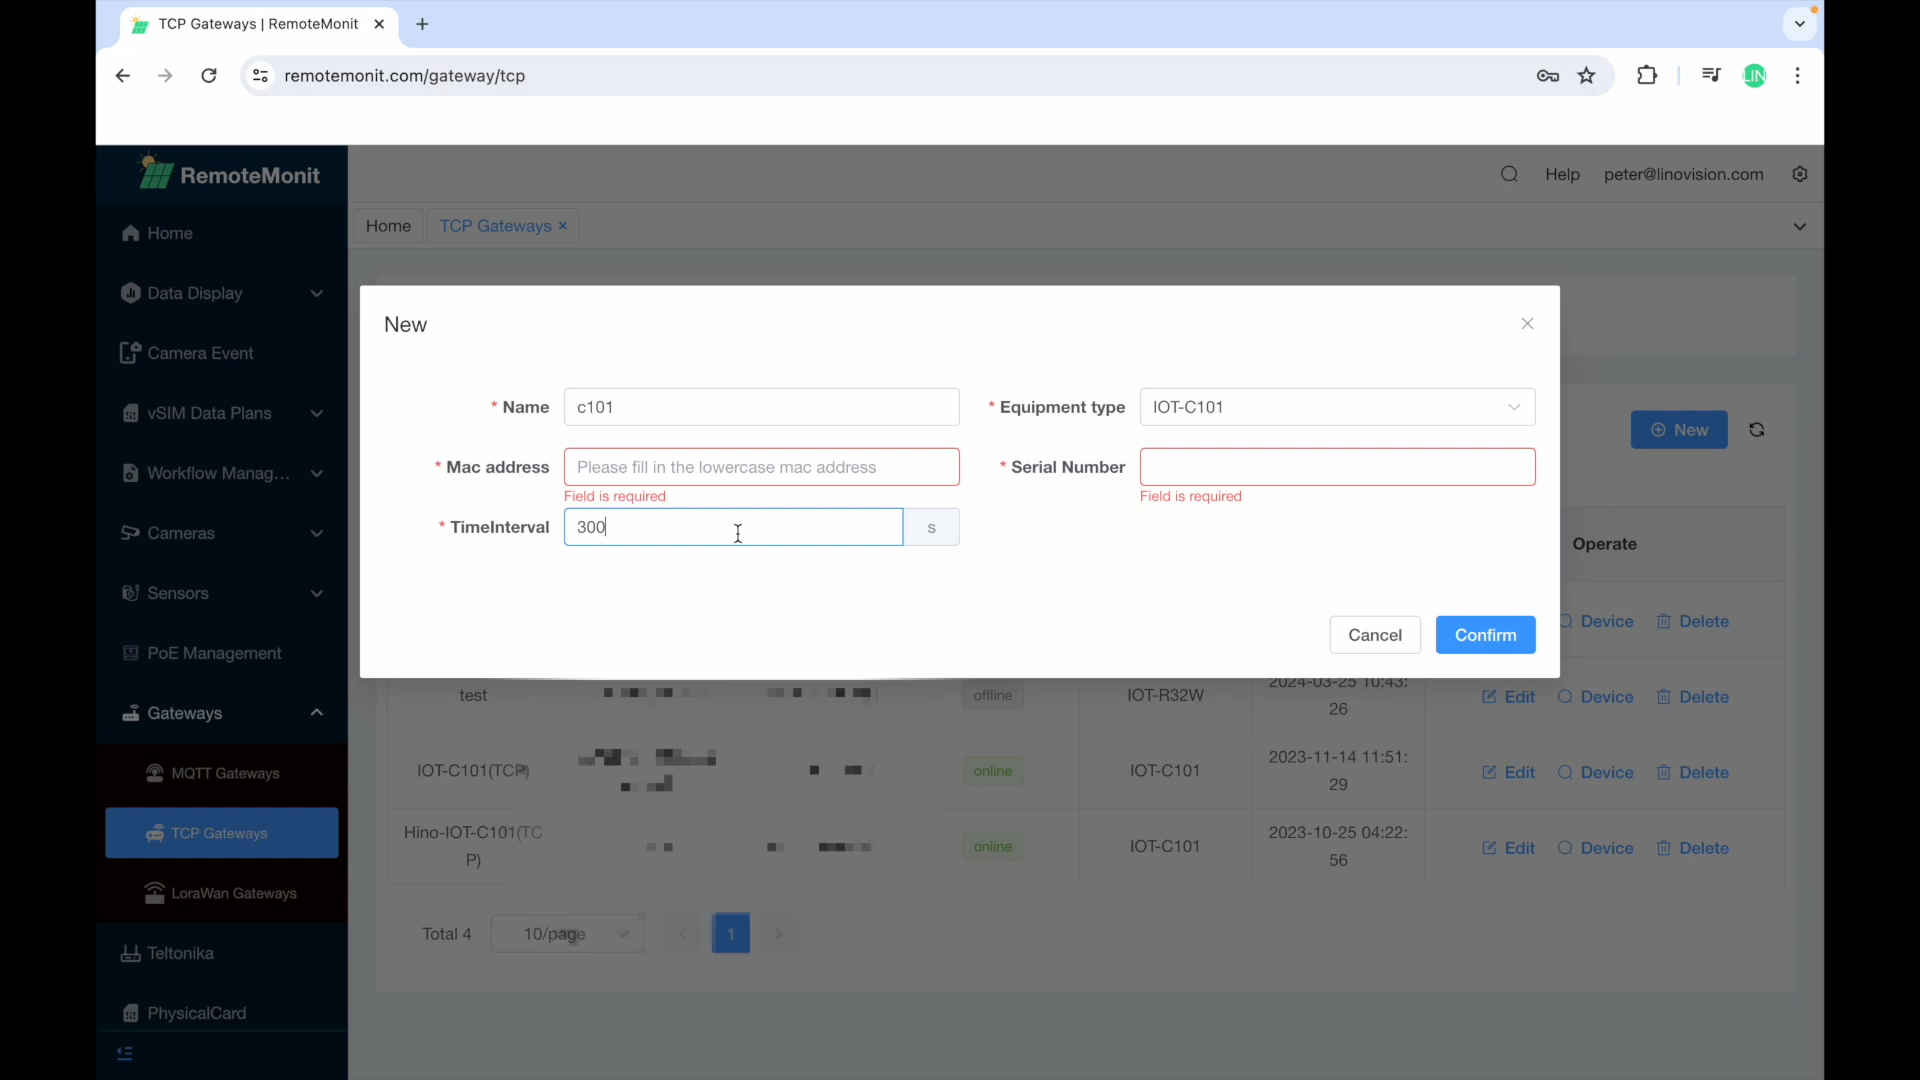 TCP Gateways | RemoteMonit
remotemonit.com/gateway/tcp
LIN
RemoteMonit
Help
peter@linovision.com
Home
Data Display
Camera Event
vSIM Data Plans
Workflow Manag...
Cameras
Sensors
PoE Management
Gateways
MQTT Gateways
TCP Gateways
LoraWan Gateways
Teltonika
PhysicalCard
Home
TCP Gateways
New
* Name
c101
* Equipment type
IOT-C101
* Mac address
Please fill in the lowercase mac address
Field is required
* Serial Number
Field is required
* TimeInterval
300
s
Cancel
Confirm
New
Operate
Device
Delete
test
offline
IOT-R32W
2024-03-25 10:43:
26
Edit
Device
Delete
IOT-C101(TCP)
online
IOT-C101
2023-11-14 11:51:
29
Edit
Device
Delete
Hino-IOT-C101(TC
P)
online
IOT-C101
2023-10-25 04:22:
56
Edit
Device
Delete
Total 4
10/page
1